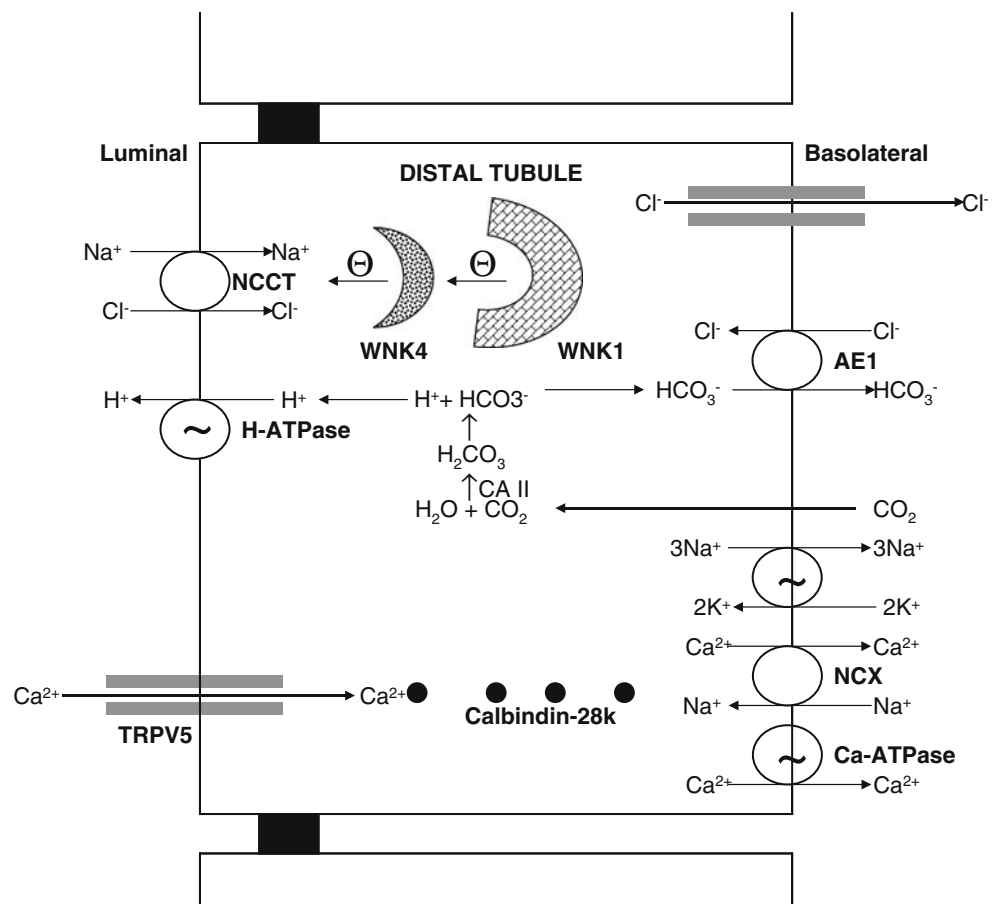 Luminal
Basolateral
DISTAL TUBULE
Cl⁻ Cl⁻
Na⁺ Na⁺
Θ Θ
NCCT
Cl⁻ Cl⁻
WNK4 WNK1
Cl⁻ Cl⁻
AE1
HCO₃⁻ HCO₃⁻
H⁺ H⁺ H⁺+ HCO3⁻
~ H-ATPase
H₂CO₃
CA II
H₂O + CO₂
CO₂
3Na⁺ 3Na⁺
~
2K⁺ 2K⁺
Ca²⁺ Ca²⁺
NCX
Na⁺ Na⁺
Ca²⁺ Ca²⁺
Calbindin-28k
TRPV5
~ Ca-ATPase
Ca²⁺ Ca²⁺